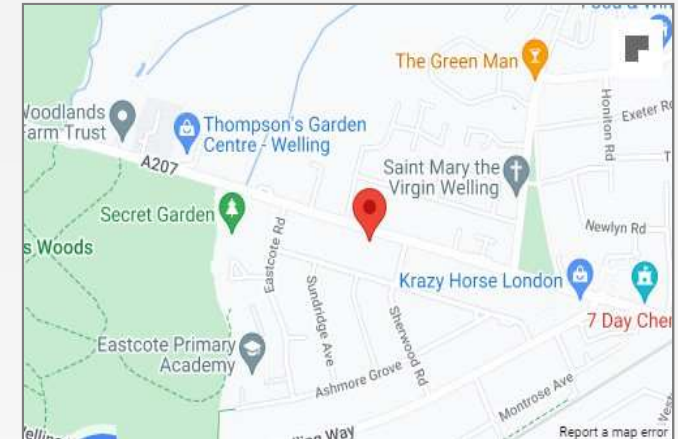 The Green Man
Honiton Rd
Exeter
Woodlands
Farm Trust
Thompson's Garden
Centre - Welling
A207
Saint Mary the
Virgin Welling
Secret Garden
s Woods
Eastcote Rd
Newlyn Rd
Krazy Horse London
7 Day Cher
Sundridge Ave
Sherwood Rd
Eastcote Primary
Academy
Ashmore Grove
Montrose Ave
Way
Report a map error